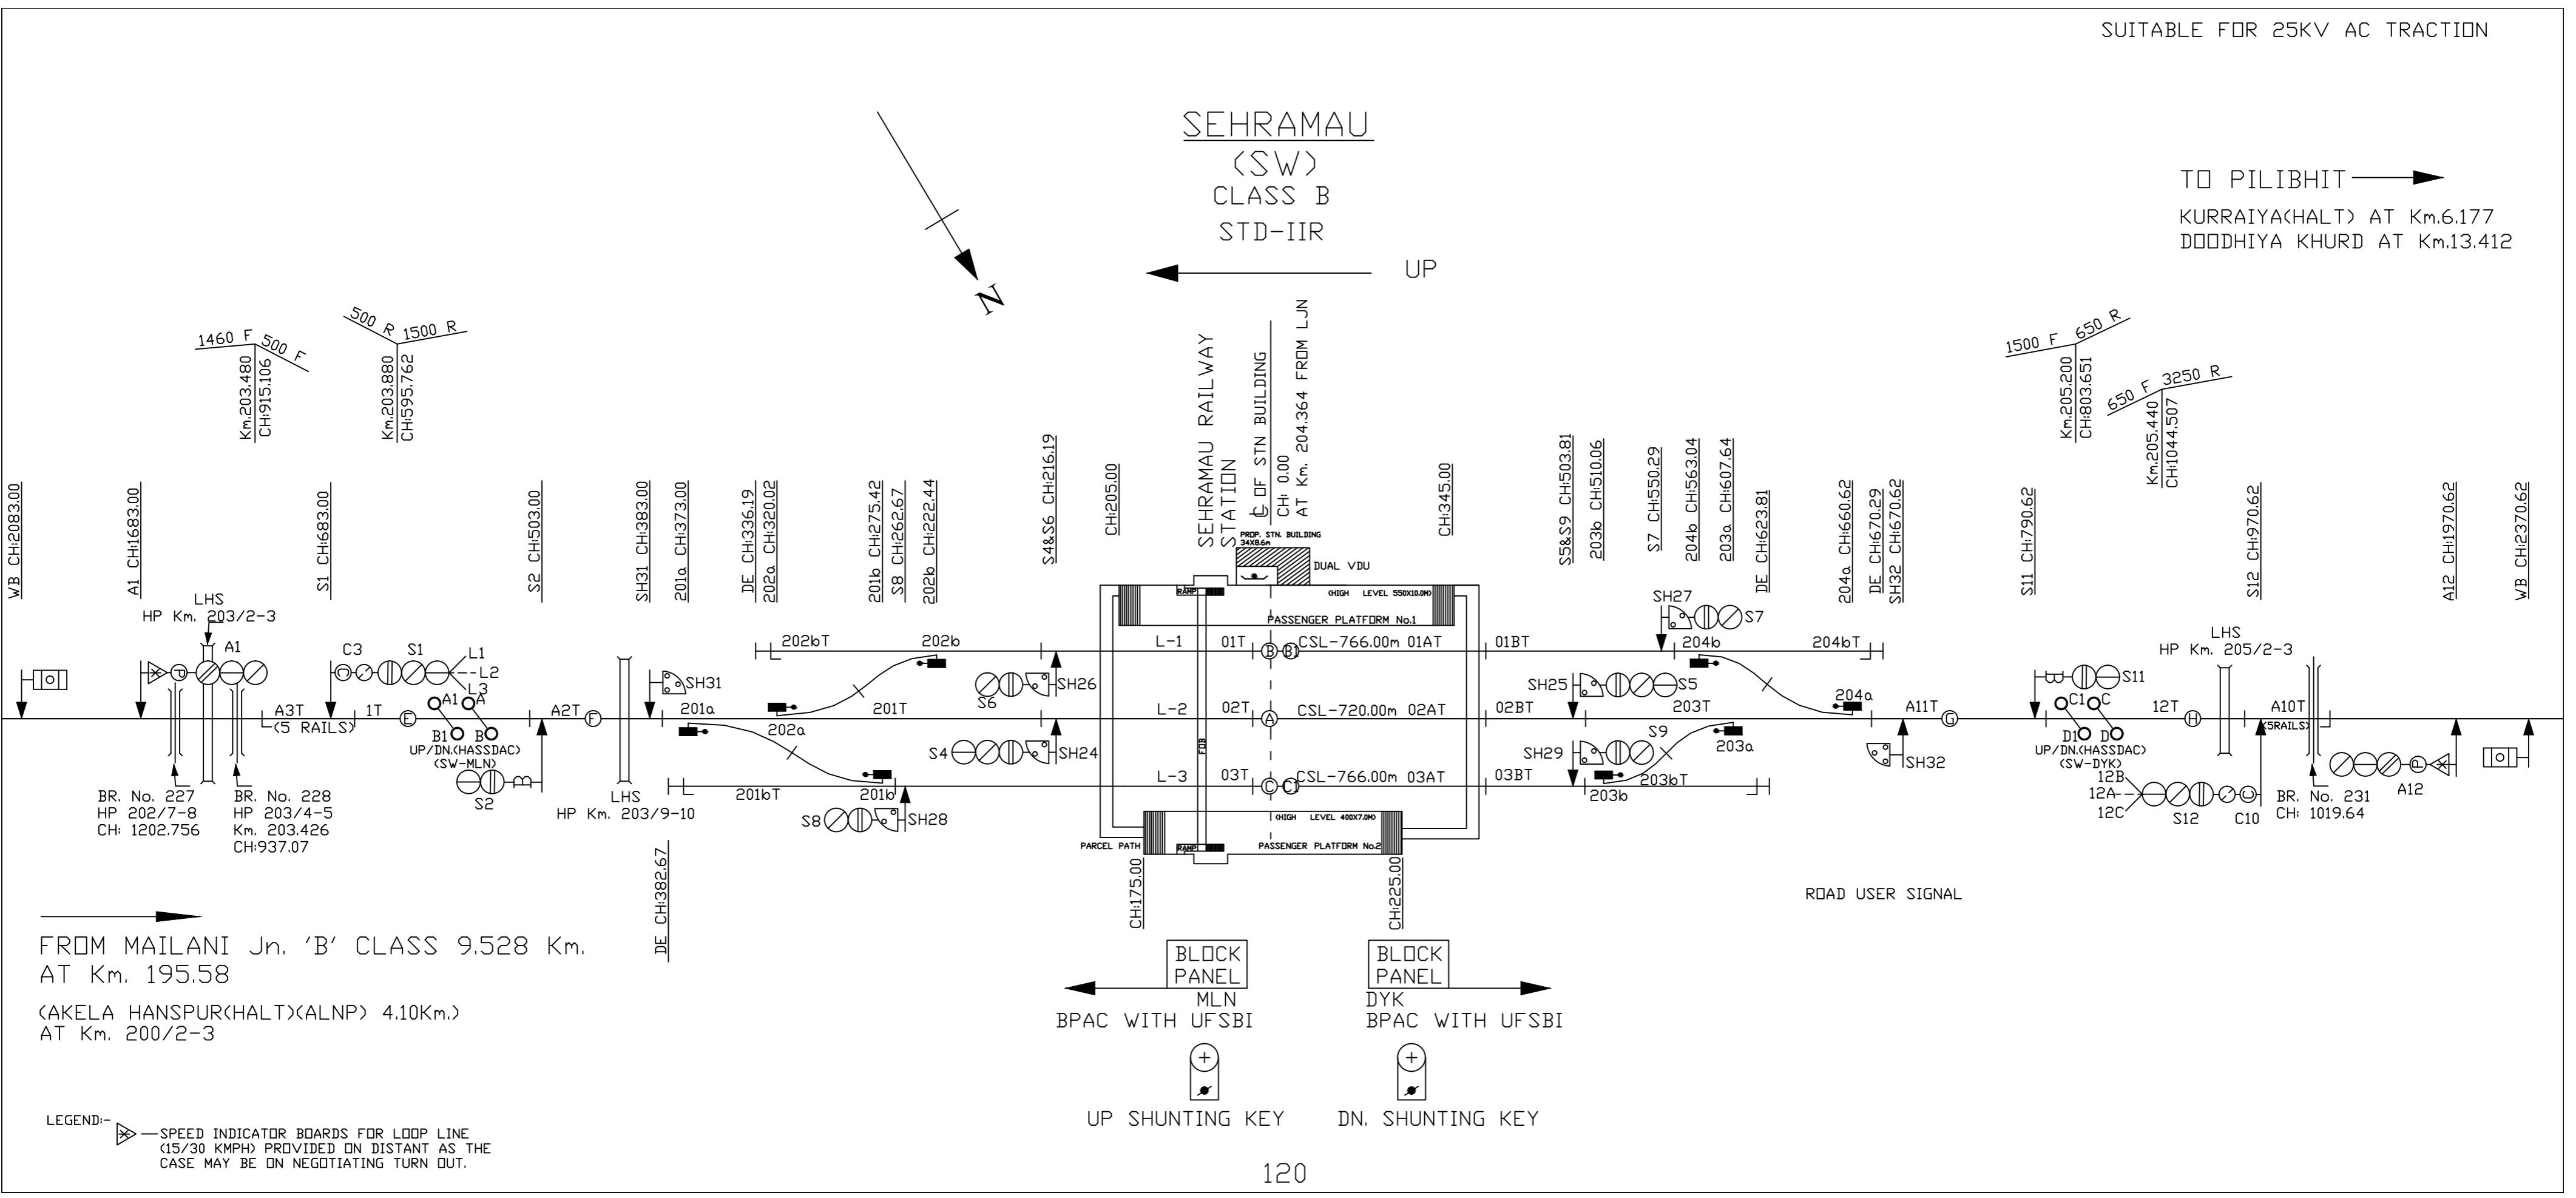 SUITABLE FOR 25KV AC TRACTION
SEHRAMAU
(SW)
CLASS B
STD-IIR
UP
N
TO PILIBHIT
KURRAIYA(HALT) AT Km.6.177
DOODHIYA KHURD AT Km.13.412
1460 F
500 F
Km.203.480
CH:915.106
500 R
1500 R
Km.203.880
CH:595.762
1500 F
650 R
Km.205.200
CH:803.651
650 F
3250 R
Km.205.440
CH:1044.507
SEHRAMAU RAILWAY
STATION
C OF STN BUILDING
CH: 0.00
AT Km. 204.364 FROM LJN
WB CH:2083.00
A1 CH:1683.00
S1 CH:683.00
S2 CH:503.00
SH31 CH:383.00
201a CH:373.00
DE CH:336.19
202a CH:320.02
201b CH:275.42
S8 CH:262.67
202b CH:222.44
S4&S6 CH:216.19
CH:205.00
CH:345.00
S5&S9 CH:503.81
203b CH:510.06
S7 CH:550.29
204b CH:563.04
203a CH:607.64
DE CH:623.81
204a CH:660.62
DE CH:670.29
SH32 CH:670.62
S11 CH:790.62
S12 CH:970.62
A12 CH:1970.62
WB CH:2370.62
PROP. STN. BUILDING
34X8.6m
DUAL VDU
RAMP
(HIGH LEVEL 550X10.0M)
PASSENGER PLATFORM No.1
LHS
HP Km. 203/2-3
A1
P
C3
C
S1
L1
L2
L3
202bT
202b
L-1
01T
B
B1
CSL-766.00m
01AT
01BT
SH27
S7
204b
204bT
LHS
HP Km. 205/2-3
SH31
S6
SH26
SH25
S5
S11
B
A3T
(5 RAILS)
1T
E
A1
A
B1
B
UP/DN.(HASSDAC)
(SW-MLN)
A2T
F
201a
202a
201T
L-2
02T
A
CSL-720.00m
02AT
02BT
203T
204a
A11T
G
C1
C
D1
D
UP/DN.(HASSDAC)
(SW-DYK)
12T
H
A10T
(5RAILS)
S2
B
S4
SH24
FOB
SH29
S9
203a
SH32
LHS
HP Km. 203/9-10
201bT
201b
L-3
03T
C
C1
CSL-766.00m
03AT
03BT
203b
203bT
12B
12A
12C
S12
C
C10
P
A12
BR. No. 227
HP 202/7-8
CH: 1202.756
BR. No. 228
HP 203/4-5
Km. 203.426
CH:937.07
BR. No. 231
CH: 1019.64
S8
SH28
(HIGH LEVEL 400X7.0M)
PARCEL PATH
RAMP
PASSENGER PLATFORM No.2
DE CH:382.67
CH:175.00
CH:225.00
ROAD USER SIGNAL
FROM MAILANI Jn. 'B' CLASS 9.528 Km.
AT Km. 195.58
(AKELA HANSPUR(HALT)(ALNP) 4.10Km.)
AT Km. 200/2-3
BLOCK
PANEL
MLN
BPAC WITH UFSBI
BLOCK
PANEL
DYK
BPAC WITH UFSBI
UP SHUNTING KEY
DN. SHUNTING KEY
LEGEND:-
SPEED INDICATOR BOARDS FOR LOOP LINE
(15/30 KMPH) PROVIDED ON DISTANT AS THE
CASE MAY BE ON NEGOTIATING TURN OUT.
120